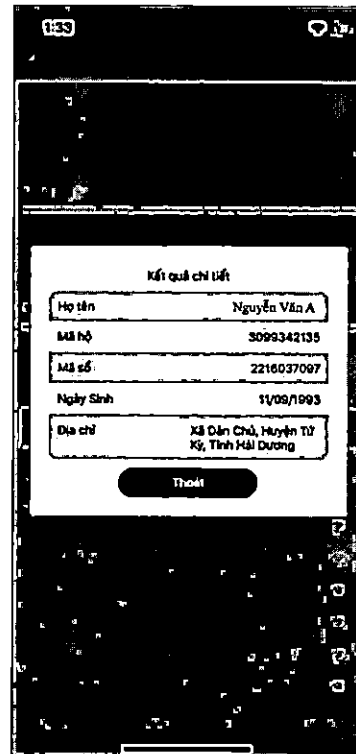 1:33
Kết quả chi tiết
Họ tên Nguyễn Văn A
Mã hộ 3099342135
Mã số 2216037097
Ngày Sinh 11/09/1993
Địa chỉ Xã Dân Chủ, Huyện Tứ
Kỳ, Tỉnh Hải Dương
Thoát